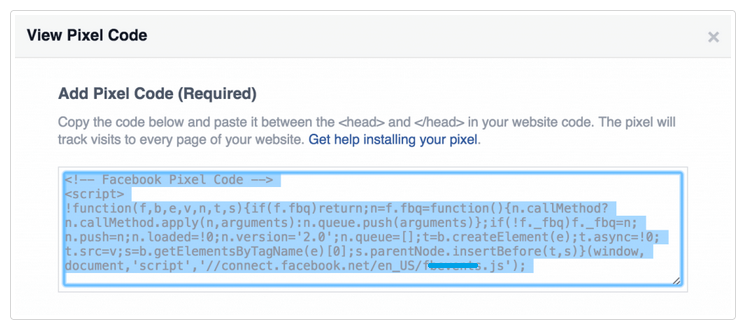 View Pixel Code
×
Add Pixel Code (Required)
Copy the code below and paste it between the <head> and </head> in your website code. The pixel will
track visits to every page of your website. Get help installing your pixel.
<!-- Facebook Pixel Code -->
<script>
!function(f,b,e,v,n,t,s){if(f.fbq)return;n=f.fbq=function(){n.callMethod?
n.callMethod.apply(n,arguments):n.queue.push(arguments)};if(!f._fbq)f._fbq=n;
n.push=n;n.loaded=!0;n.version='2.0';n.queue=[];t=b.createElement(e);t.async=!0;
t.src=v;s=b.getElementsByTagName(e)[0];s.parentNode.insertBefore(t,s)}(window,
document,'script','//connect.facebook.net/en_US/ .js');